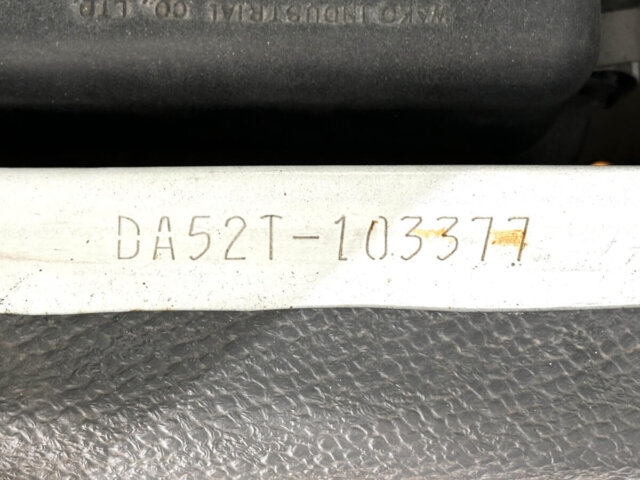 WAKO INDUSTRIAL CO., LTD.
DA52T-103377